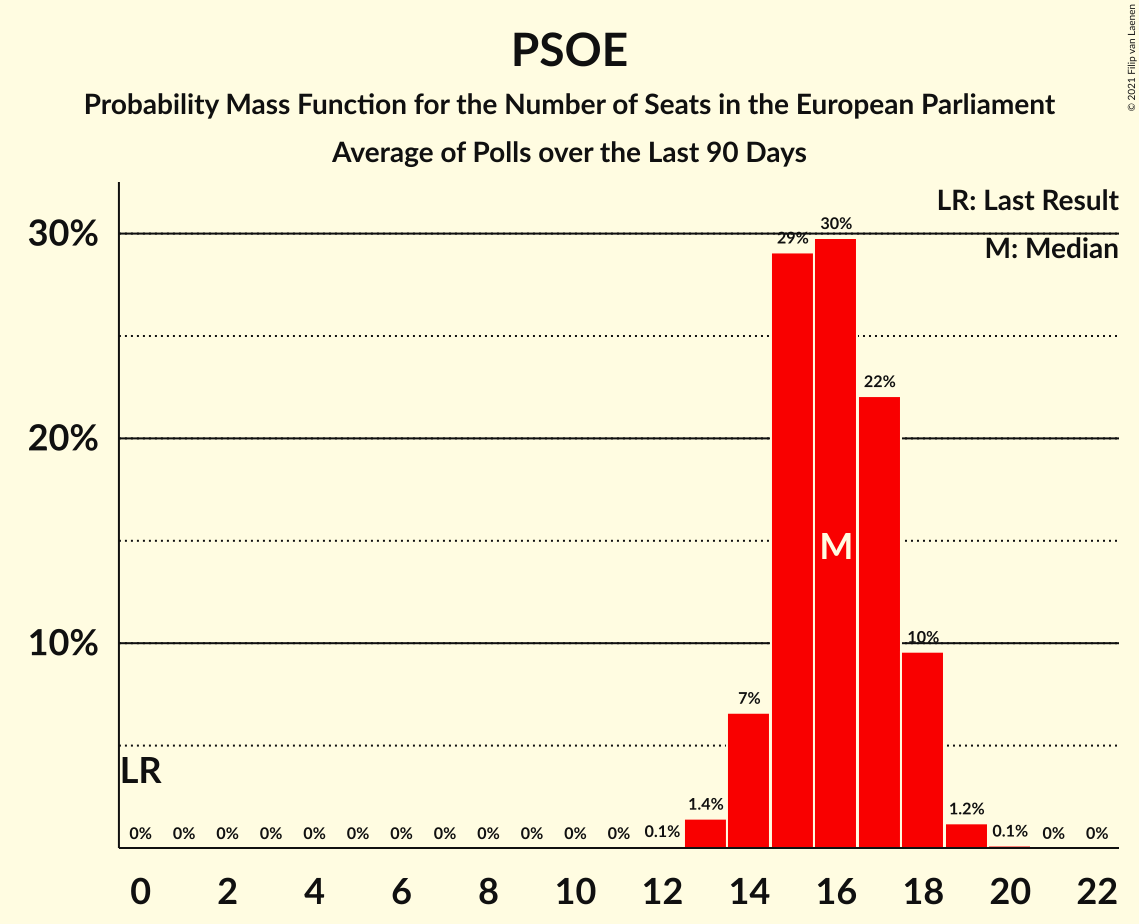 PSOE
Probability Mass Function for the Number of Seats in the European Parliament
Average of Polls over the Last 90 Days
© 2021 Filip van Laenen
LR: Last Result
M: Median
30%
20%
10%
29%
30%
22%
10%
7%
1.4%
1.2%
M
LR
0% 0% 0% 0% 0% 0% 0% 0% 0% 0% 0% 0% 0.1% 0.1% 0% 0%
0 2 4 6 8 10 12 14 16 18 20 22